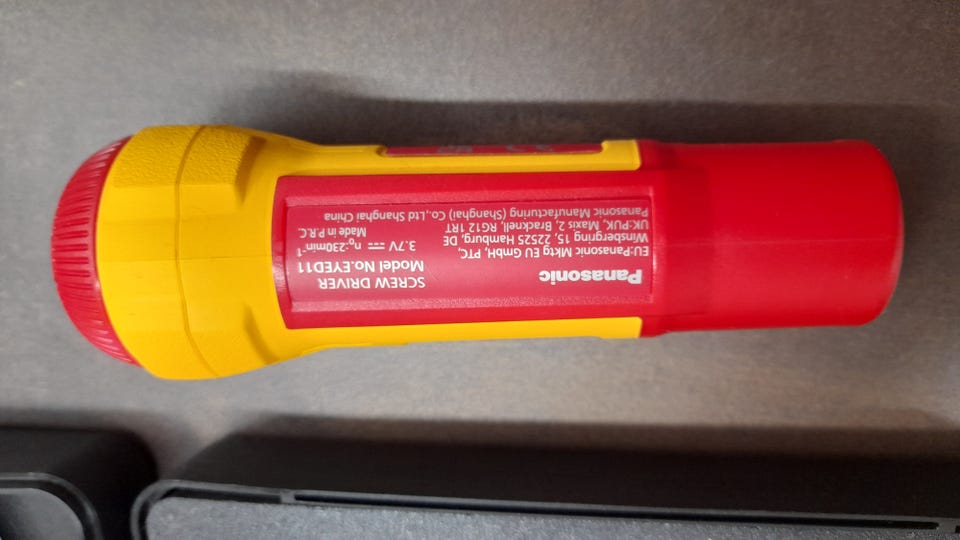 Panasonic
SCREW DRIVER
Model No.EYED11
3.7V ⎓ n₀:230min⁻¹
Made in P.R.C.
EU:Panasonic Mktg EU GmbH, PTC,
Winsbergring 15, 22525 Hamburg, DE
UK:PUK, Maxis 2, Bracknell, RG12 1RT
Panasonic Manufacturing (Shanghai) Co.,Ltd Shanghai China